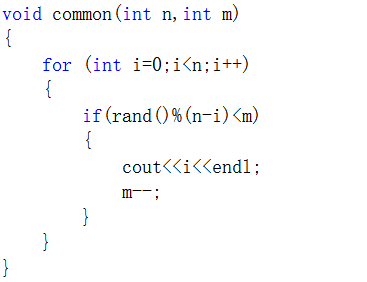 void common(int n,int m)
{
    for (int i=0;i<n;i++)
    {
        if(rand()%(n-i)<m)
        {
            cout<<i<<endl;
            m--;
        }
    }
}